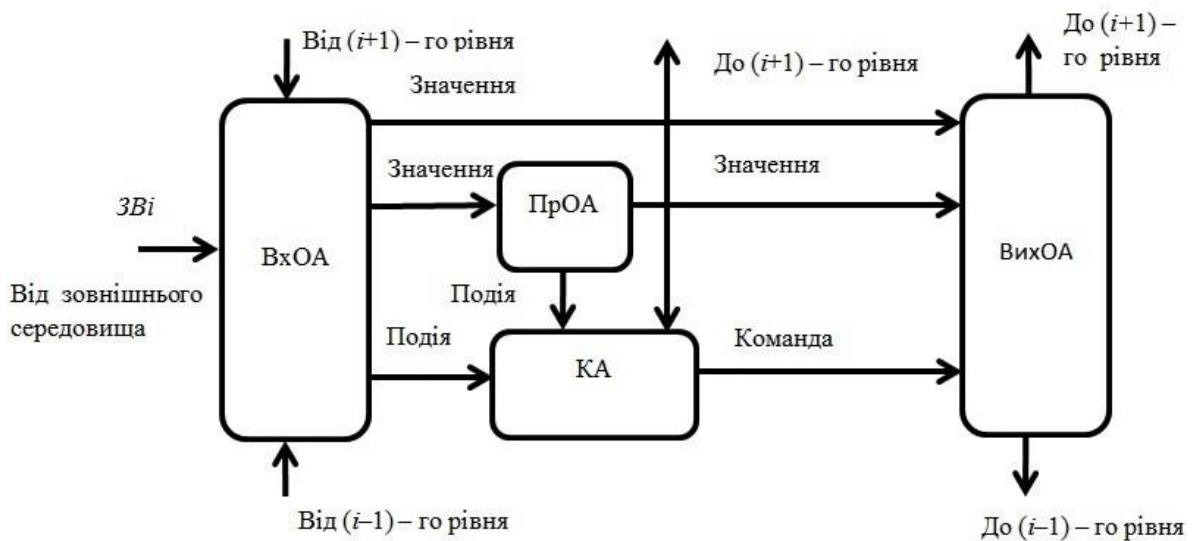 Від (i+1) – го рівня
До (i+1) – го рівня
До (i+1) –
го рівня
Значення
Значення
Значення
ЗВі
ПрОА
ВхОА
ВихОА
Від зовнішнього
середовища
Подія
Подія
КА
Команда
Від (i–1) – го рівня
До (i–1) – го рівня